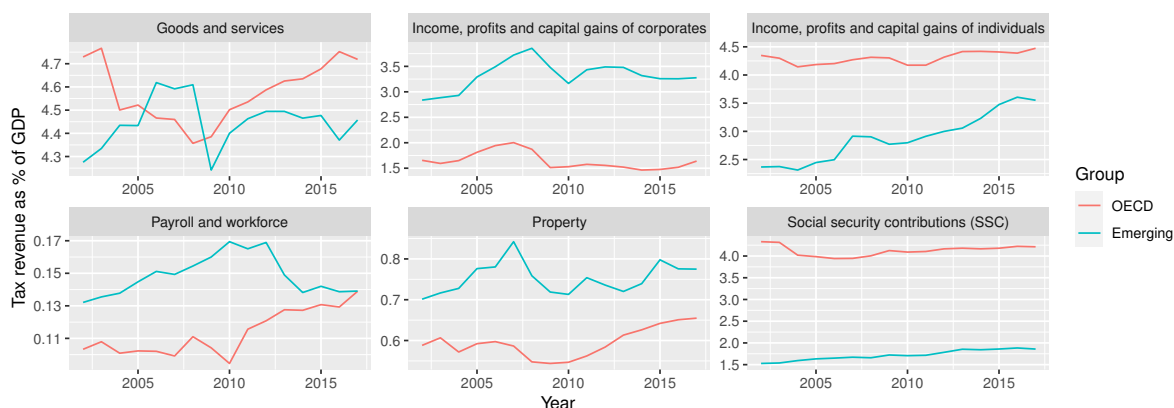 Goods and services
Income, profits and capital gains of corporates
Income, profits and capital gains of individuals
4.7
4.6
4.5
4.4
4.3
3.5
3.0
2.5
2.0
1.5
4.5
4.0
3.5
3.0
2.5
2005 2010 2015
2005 2010 2015
2005 2010 2015
Payroll and workforce
Property
Social security contributions (SSC)
0.17
0.15
0.13
0.11
0.8
0.7
0.6
4.0
4.5
3.0
2.5
2.0
1.5
2005 2010 2015
2005 2010 2015
2005 2010 2015
Tax revenue as % of GDP
Year
Group
OECD
Emerging